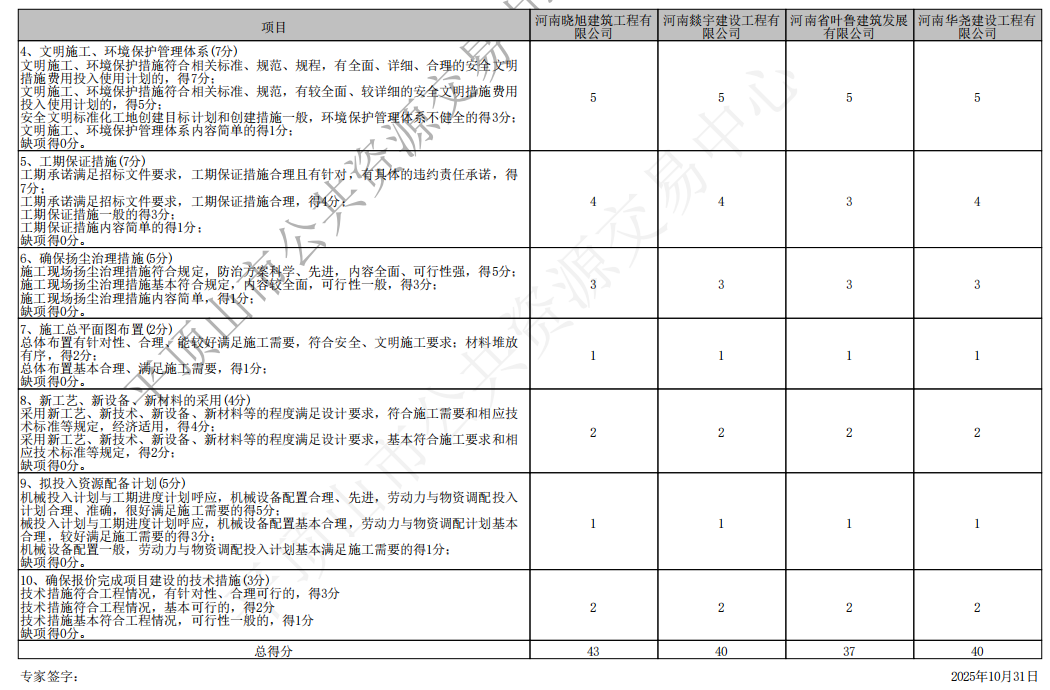 项目
河南晓旭建筑工程有限公司
河南燚宇建设工程有限公司
河南省叶鲁建筑发展有限公司
河南华尧建设工程有限公司
4、文明施工、环境保护管理体系(7分)
文明施工、环境保护措施符合相关标准、规范、规程，有全面、详细、合理的安全文明
措施费用投入使用计划的，得7分；
文明施工、环境保护措施符合相关标准、规范，有较全面、较详细的安全文明措施费用
投入使用计划的，得5分；
安全文明标准化工地创建目标计划和创建措施一般，环境保护管理体系不健全的得3分；
文明施工、环境保护管理体系内容简单的得1分；
缺项得0分。
5 5 5 5
5、工期保证措施(7分)
工期承诺满足招标文件要求，工期保证措施合理且有针对，有具体的违约责任承诺，得
7分；
工期承诺满足招标文件要求，工期保证措施合理，得4分；
工期保证措施一般的得3分；
工期保证措施内容简单的得1分；
缺项得0分。
4 4 3 4
6、确保扬尘治理措施(5分)
施工现场扬尘治理措施符合规定，防治方案科学、先进，内容全面、可行性强，得5分；
施工现场扬尘治理措施基本符合规定，内容较全面，可行性一般，得3分；
施工现场扬尘治理措施内容简单，得1分；
缺项得0分。
3 3 3 3
7、施工总平面图布置(2分)
总体布置有针对性、合理，能较好满足施工需要，符合安全、文明施工要求；材料堆放
有序，得2分；
总体布置基本合理、满足施工需要，得1分；
缺项得0分。
1 1 1 1
8、新工艺、新设备、新材料的采用(4分)
采用新工艺、新技术、新设备、新材料等的程度满足设计要求，符合施工需要和相应技
术标准等规定，经济适用，得4分；
采用新工艺、新技术、新设备、新材料等的程度满足设计要求，基本符合施工要求和相
应技术标准等规定，得2分；
缺项得0分。
2 2 2 2
9、拟投入资源配备计划(5分)
机械投入计划与工期进度计划呼应，机械设备配置合理、先进，劳动力与物资调配投入
计划合理、准确，很好满足施工需要的得5分；
械投入计划与工期进度计划呼应，机械设备配置基本合理，劳动力与物资调配计划基本
合理，较好满足施工需要的得3分；
机械设备配置一般，劳动力与物资调配投入计划基本满足施工需要的得1分；
缺项得0分。
1 1 1 1
10、确保报价完成项目建设的技术措施(3分)
技术措施符合工程情况，有针对性、合理可行的，得3分
技术措施符合工程情况，基本可行的，得2分
技术措施基本符合工程情况，可行性一般的，得1分
缺项得0分。
2 2 2 2
总得分 43 40 37 40
专家签字：
2025年10月31日
平顶山市公共资源交易中
平顶山市公共资源交易中心